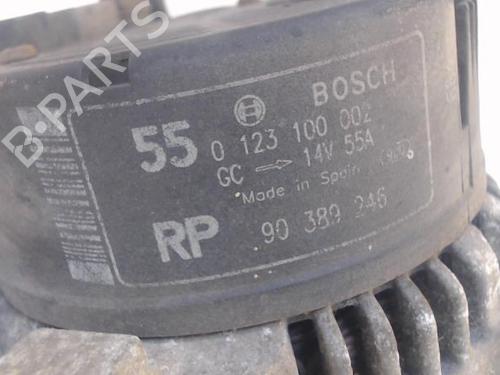 B-PARTS
BOSCH
55 0 123 100 002
GC → 14V 55A
Made in Spain
RP 90 389 246